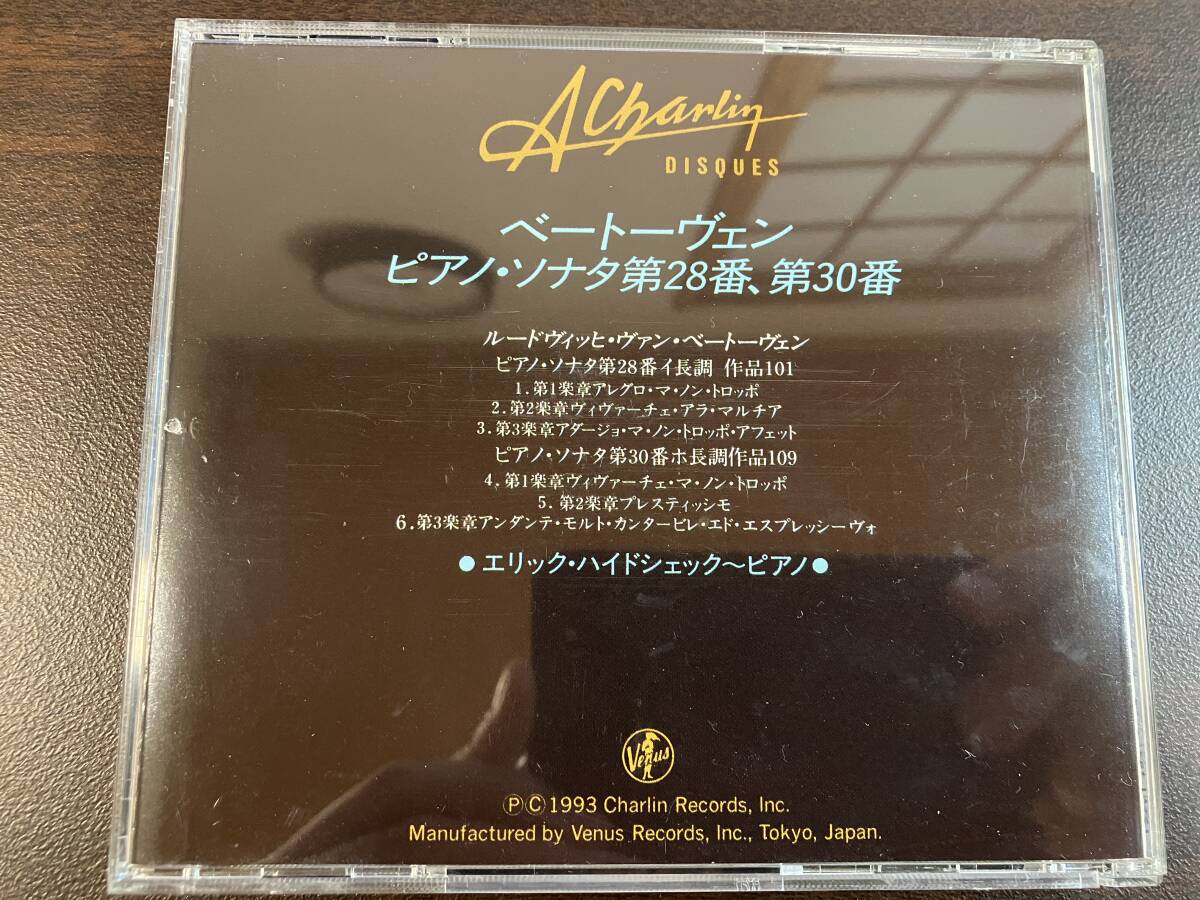 A Charlin
DISQUES
ベートーヴェン
ピアノ・ソナタ第28番、第30番
ルードヴィッヒ・ヴァン・ベートーヴェン
ピアノ・ソナタ第28番イ長調 作品101
1.第1楽章アレグロ・マ・ノン・トロッポ
2.第2楽章ヴィヴァーチェ・アラ・マルチア
3.第3楽章アダージョ・マ・ノン・トロッポ・アフェット
ピアノ・ソナタ第30番ホ長調作品109
4.第1楽章ヴィヴァーチェ・マ・ノン・トロッポ
5.第2楽章プレスティッシモ
6.第3楽章アンダンテ・モルト・カンタービレ・エド・エスプレッシーヴォ
●エリック・ハイドシェック〜ピアノ●
Venus
ⓅⒸ1993 Charlin Records, Inc.
Manufactured by Venus Records, Inc., Tokyo, Japan.